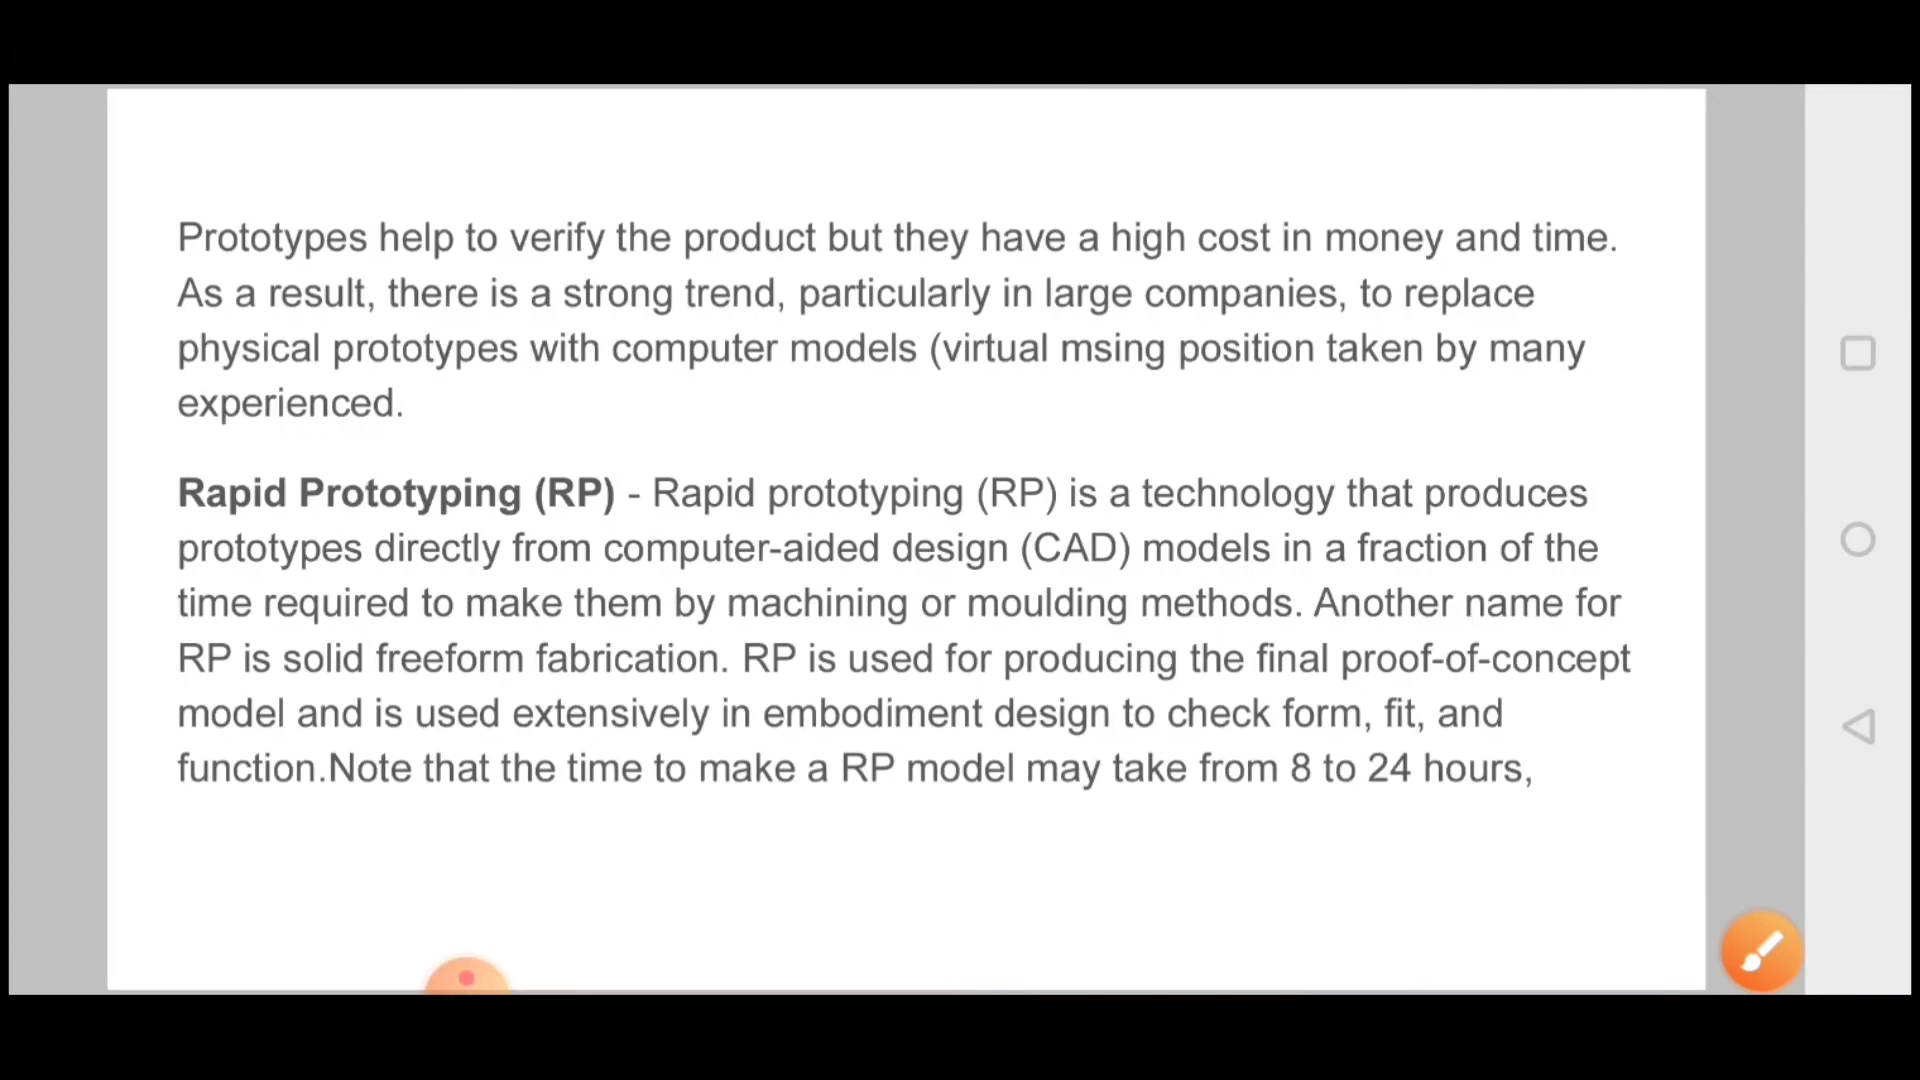 Prototypes help to verify the product but they have a high cost in money and time.
As a result, there is a strong trend, particularly in large companies, to replace
physical prototypes with computer models (virtual msing position taken by many
experienced.
Rapid Prototyping (RP) - Rapid prototyping (RP) is a technology that produces
prototypes directly from computer-aided design (CAD) models in a fraction of the
time required to make them by machining or moulding methods. Another name for
RP is solid freeform fabrication. RP is used for producing the final proof-of-concept
model and is used extensively in embodiment design to check form, fit, and
function.Note that the time to make a RP model may take from 8 to 24 hours,